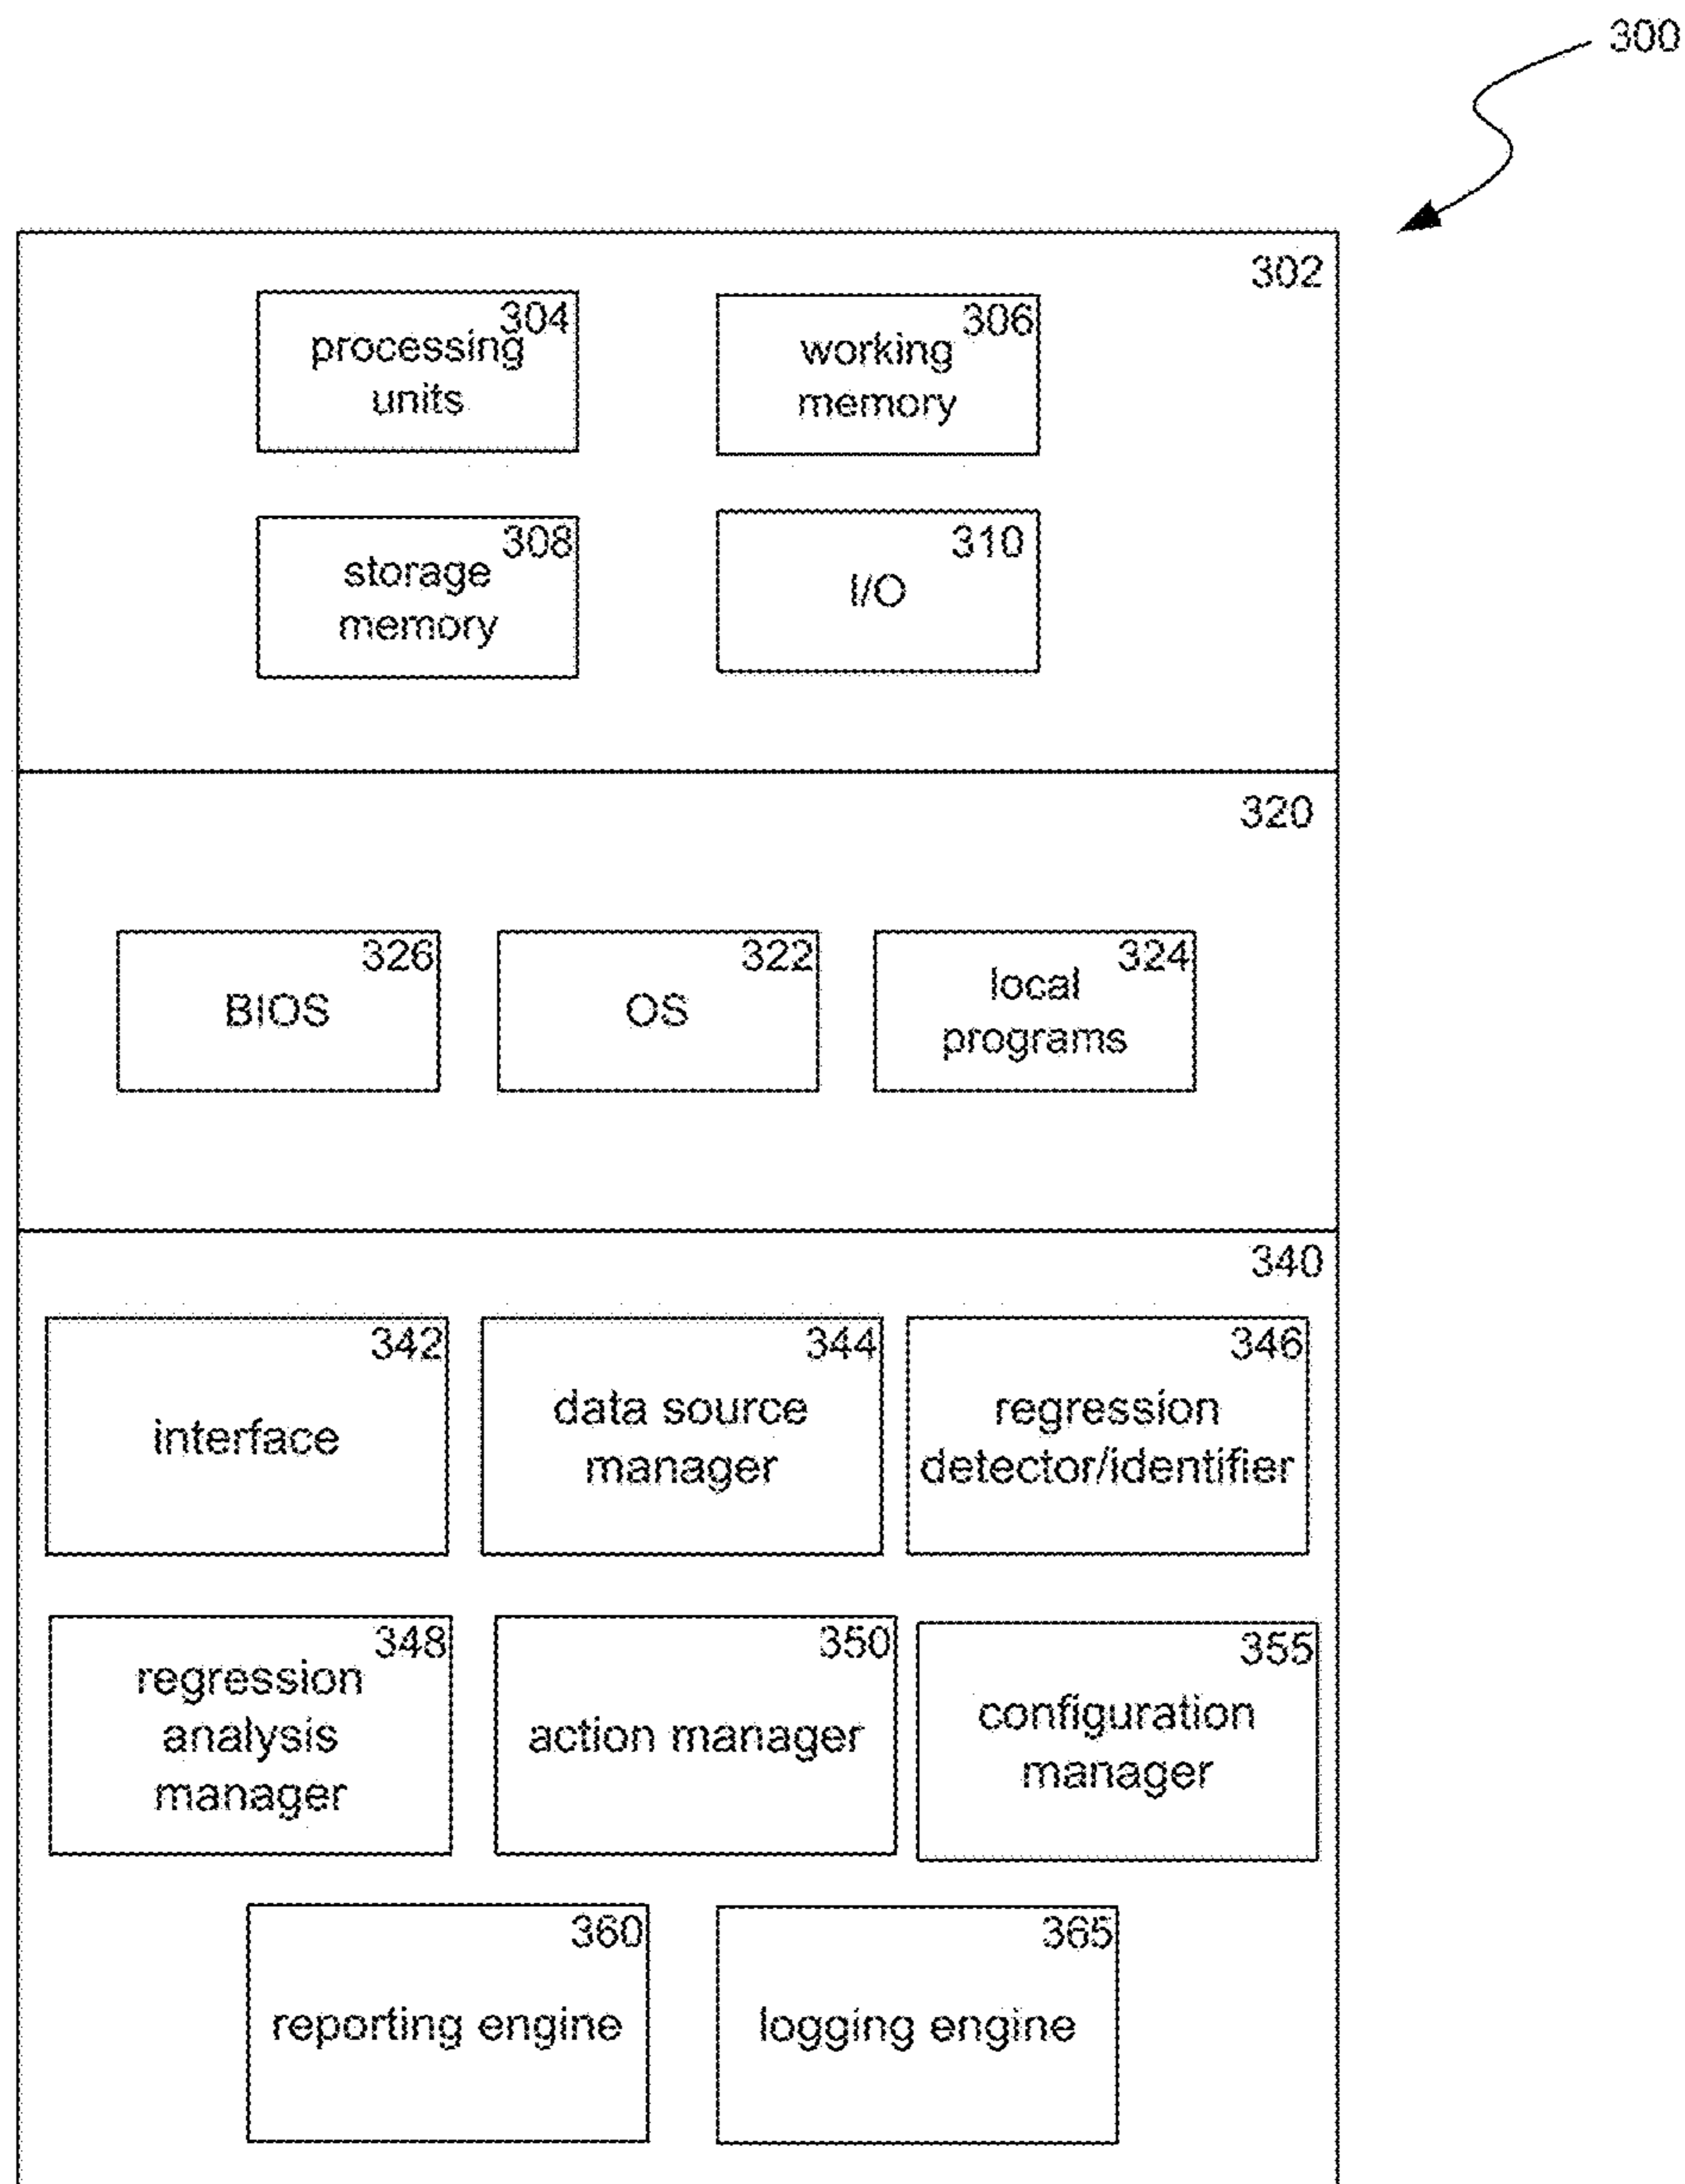 300
302
304
processing
units
306
working
memory
308
storage
memory
310
I/O
320
326
BIOS
322
OS
324
local
programs
340
342
interface
344
data source
manager
346
regression
detector/identifier
348
regression
analysis
manager
350
action manager
355
configuration
manager
360
reporting engine
365
logging engine